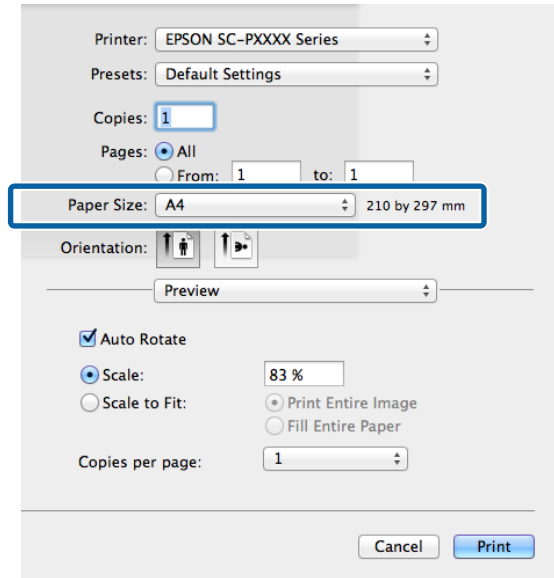 Printer: EPSON SC-PXXXX Series
Presets: Default Settings
Copies: 1
Pages: All
From: 1 to: 1
Paper Size: A4 210 by 297 mm
Orientation:
Preview
Auto Rotate
Scale: 83 %
Scale to Fit: Print Entire Image
Fill Entire Paper
Copies per page: 1
Cancel Print